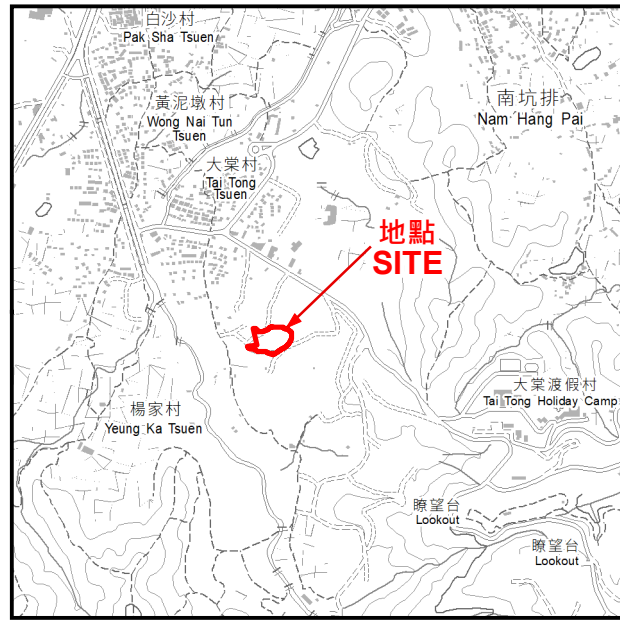 白沙村
Pak Sha Tsuen
黃泥墩村
Wong Nai Tun
Tsuen
南坑排
Nam Hang Pai
大棠村
Tai Tong
Tsuen
地點
SITE
大棠渡假村
Tai Tong Holiday Camp
楊家村
Yeung Ka Tsuen
瞭望台
Lookout
瞭望台
Lookout